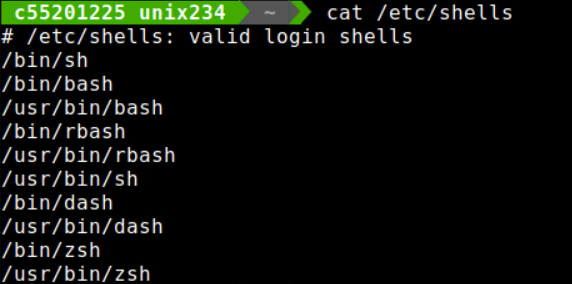 c55201225 unix234 ~ cat /etc/shells
# /etc/shells: valid login shells
/bin/sh
/bin/bash
/usr/bin/bash
/bin/rbash
/usr/bin/rbash
/usr/bin/sh
/bin/dash
/usr/bin/dash
/bin/zsh
/usr/bin/zsh